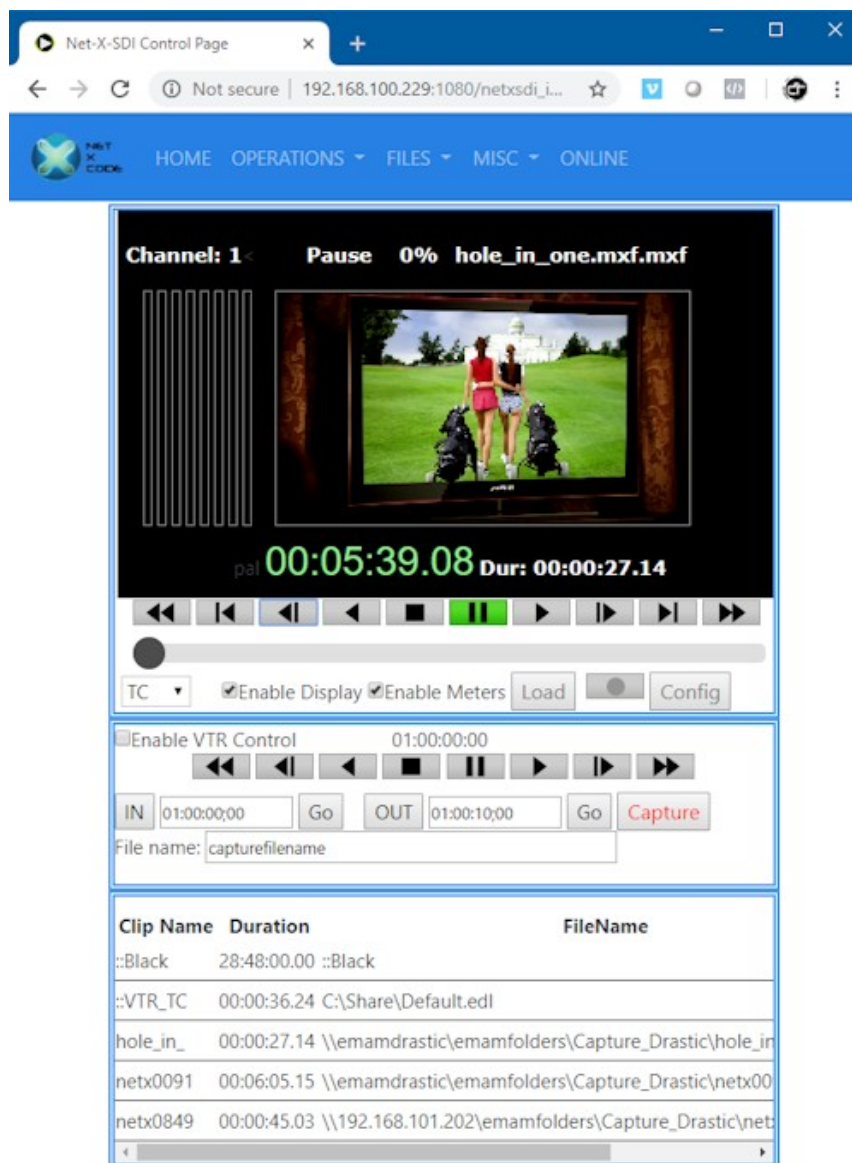 Net-X-SDI Control Page
Not secure | 192.168.100.229:1080/netxsdi_i...
NET
X
CODE
HOME OPERATIONS FILES MISC ONLINE
Channel: 1< Pause 0% hole_in_one.mxf.mxf
pal 00:05:39.08 Dur: 00:00:27.14
TC Enable Display Enable Meters Load Config
Enable VTR Control 01:00:00:00
IN 01:00:00;00 Go OUT 01:00:10;00 Go Capture
File name: capturefilename
Clip Name Duration FileName
::Black 28:48:00.00 ::Black
::VTR_TC 00:00:36.24 C:\Share\Default.edl
hole_in_ 00:00:27.14 \\emamdrastic\emamfolders\Capture_Drastic\hole_in
netx0091 00:06:05.15 \\emamdrastic\emamfolders\Capture_Drastic\netx00
netx0849 00:00:45.03 \\192.168.101.202\emamfolders\Capture_Drastic\net